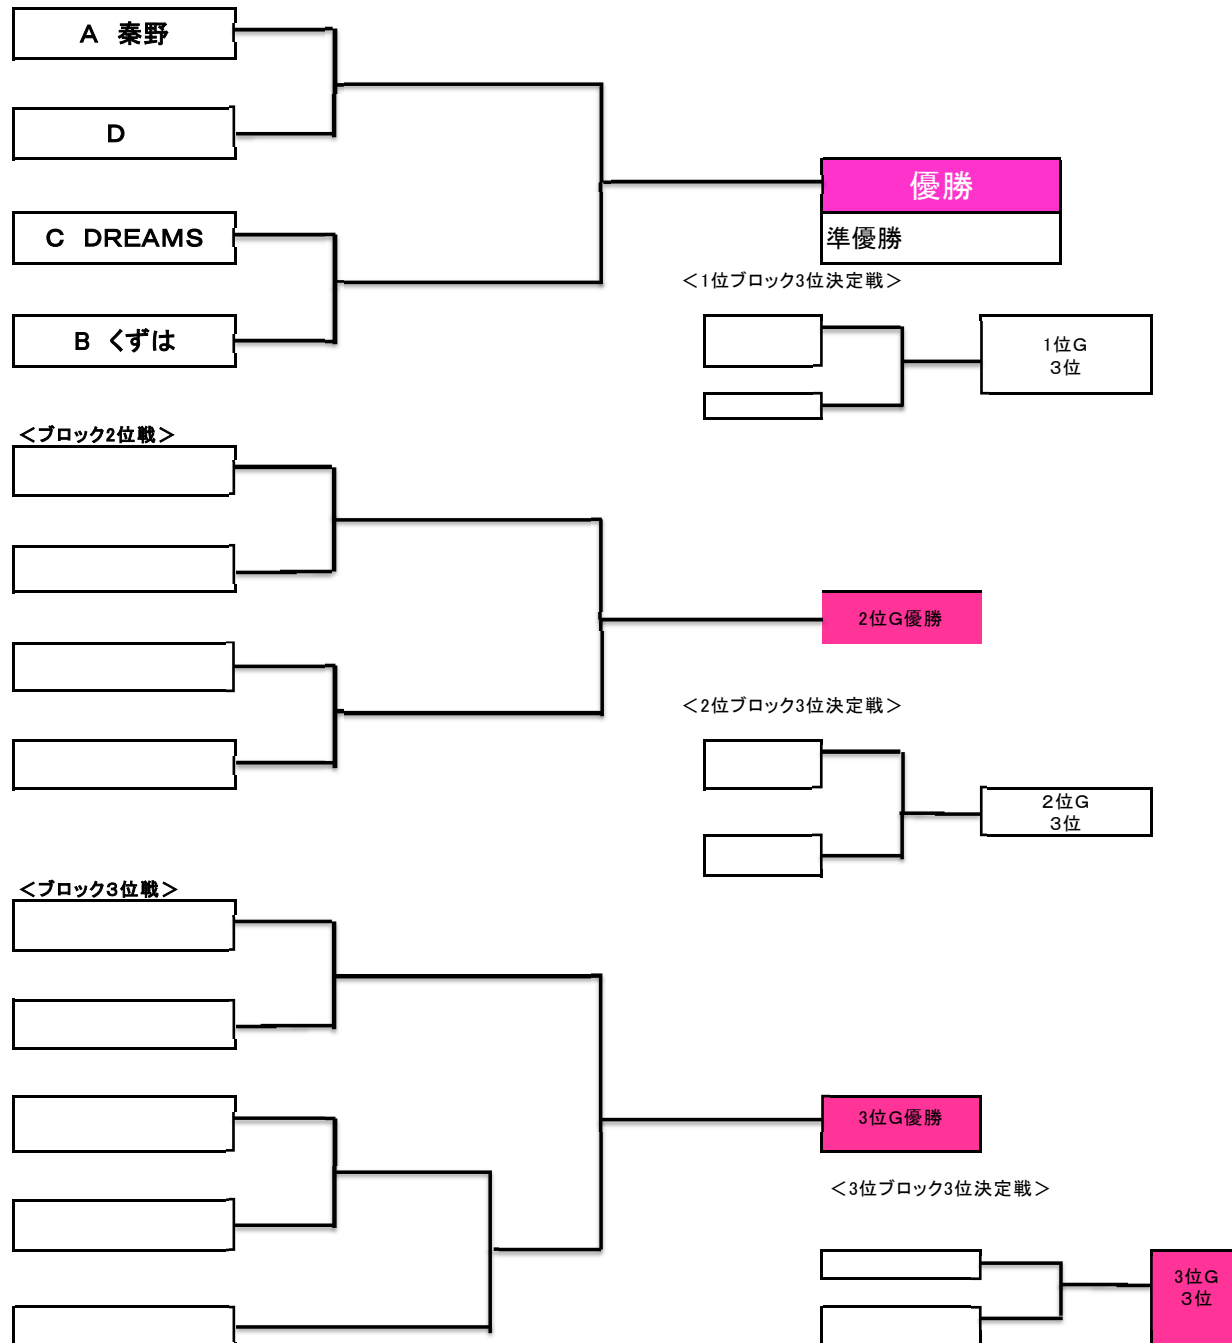 A 秦野
D
C DREAMS
B くずは
優勝
準優勝
＜1位ブロック3位決定戦＞
1位G
3位
＜ブロック2位戦＞
2位G優勝
＜2位ブロック3位決定戦＞
2位G
3位
＜ブロック3位戦＞
3位G優勝
＜3位ブロック3位決定戦＞
3位G
3位